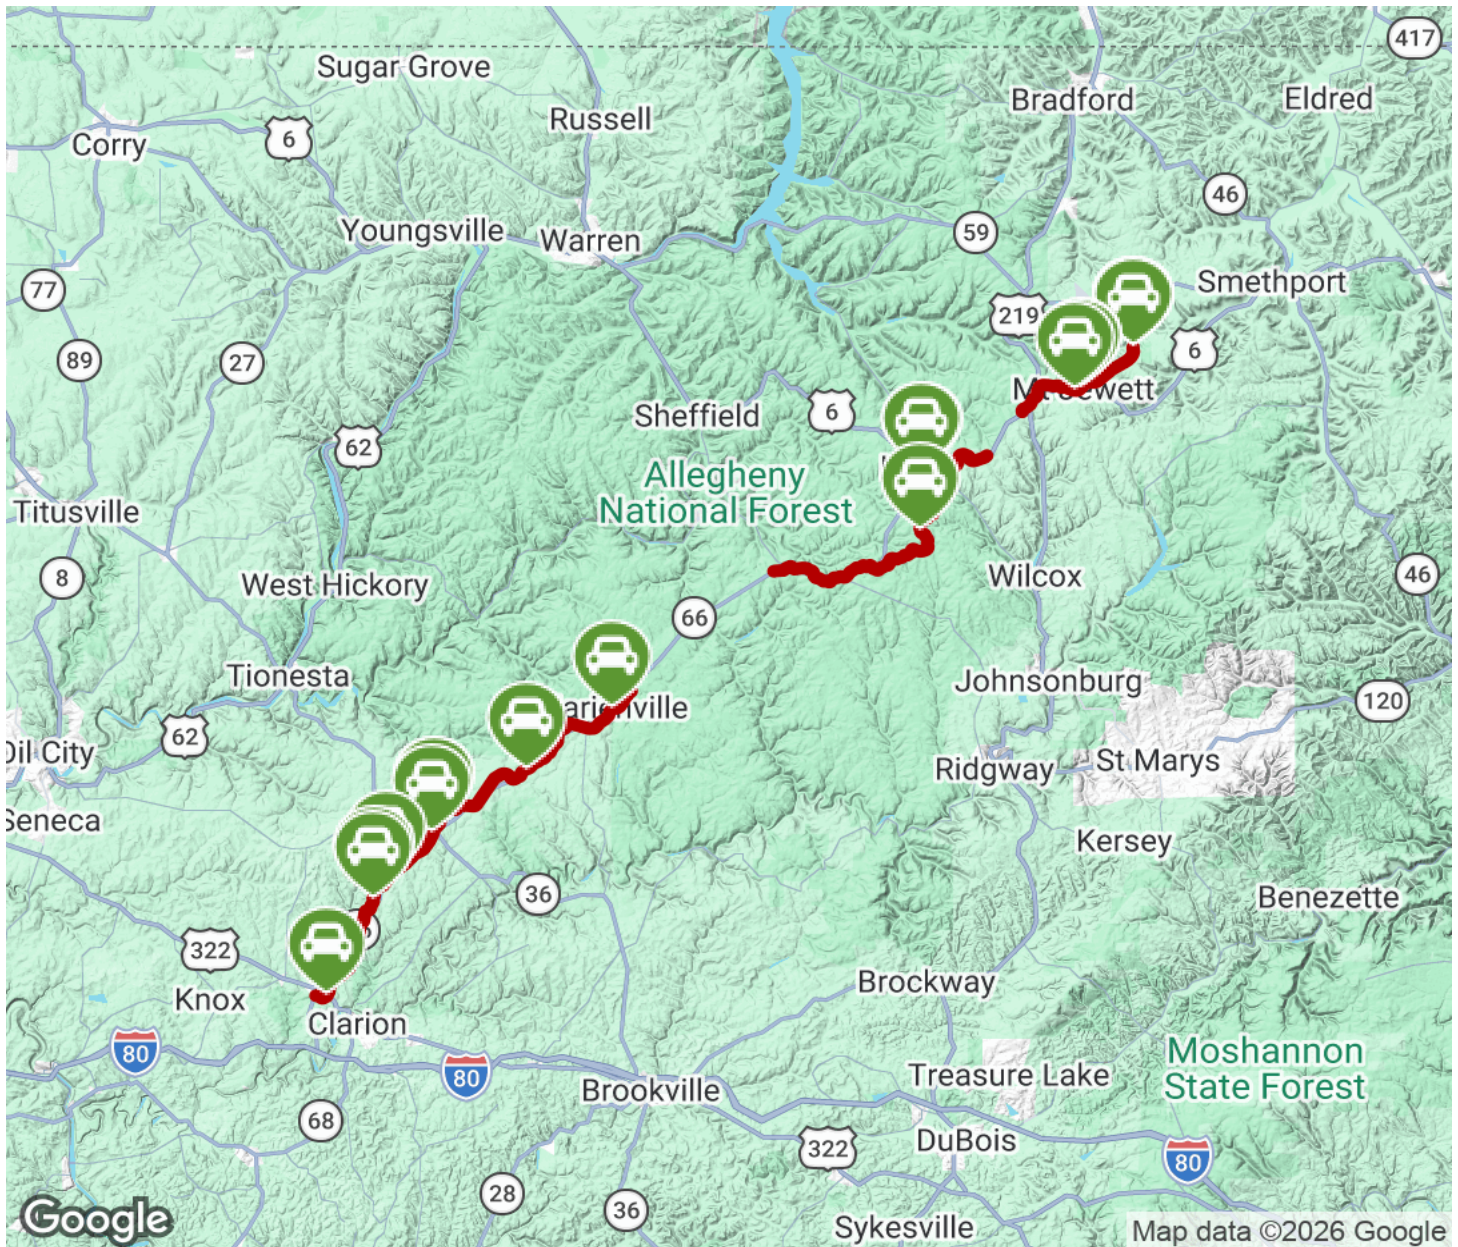 417
Sugar Grove
Bradford
Eldred
Russell
Corry
6
46
Youngsville
Warren
59
77
Smethport
219
6
89
27
Sheffield
6
62
Allegheny
National Forest
Titusville
8
West Hickory
Wilcox
46
66
Tionesta
Johnsonburg
120
62
Oil City
Ridgway
St Marys
Seneca
Kersey
36
Benezette
322
Knox
Brockway
Clarion
80
80
Moshannon
State Forest
Treasure Lake
Brookville
68
322
DuBois
80
28
36
Sykesville
Google
Map data ©2026 Google